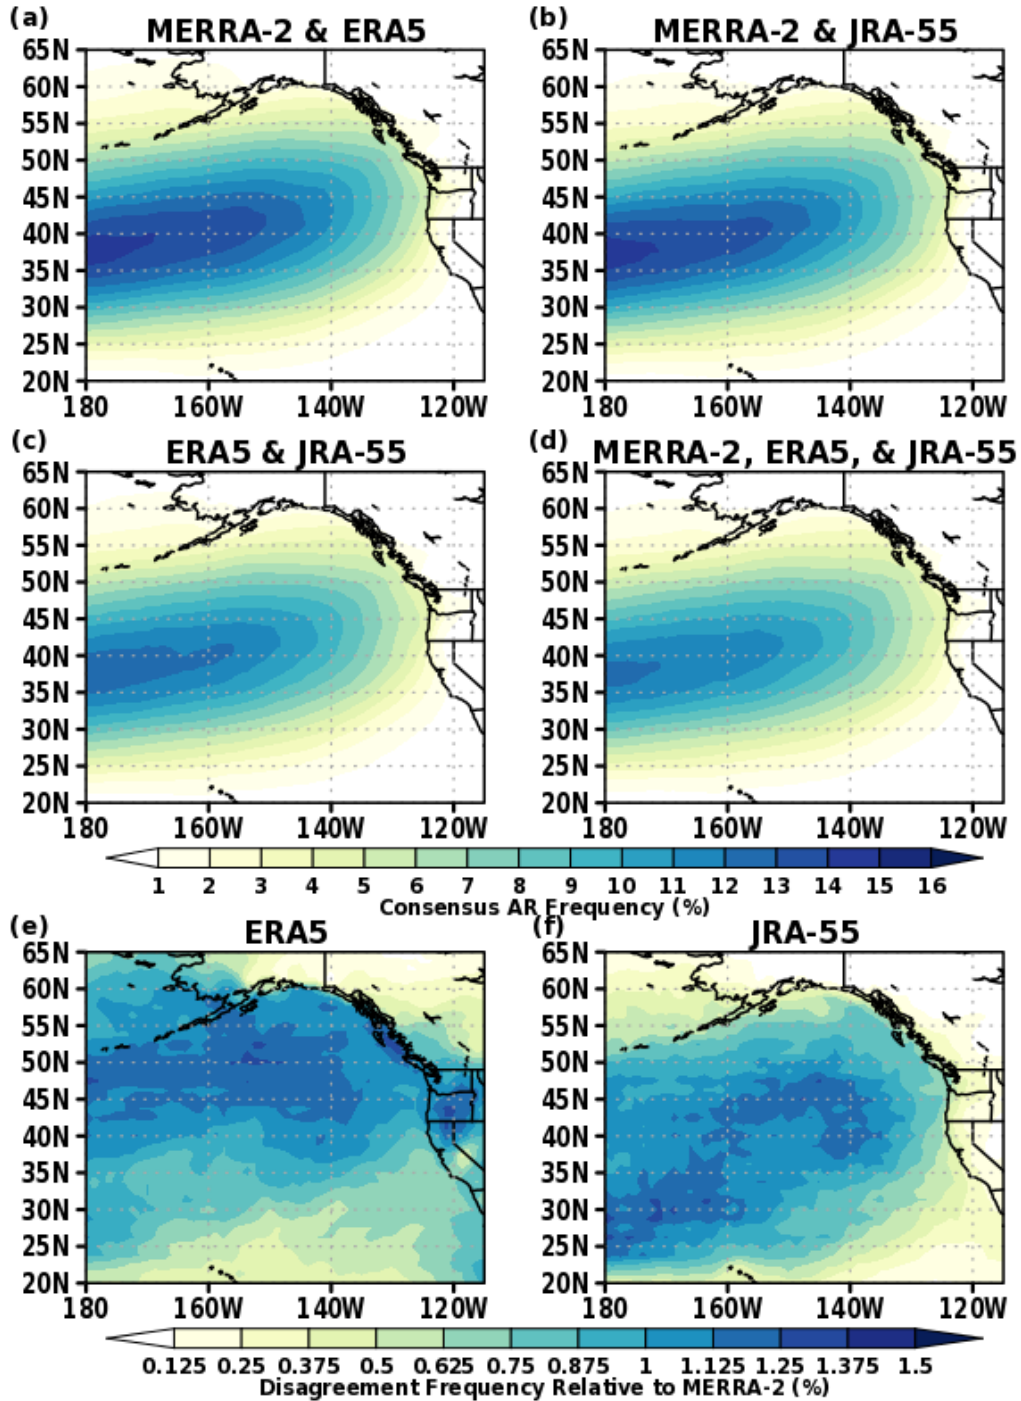 (a) MERRA-2 & ERA5
65N
60N
55N
50N
45N
40N
35N
30N
25N
20N
180 160W 140W 120W
(b) MERRA-2 & JRA-55
65N
60N
55N
50N
45N
40N
35N
30N
25N
20N
180 160W 140W 120W
(c) ERA5 & JRA-55
65N
60N
55N
50N
45N
40N
35N
30N
25N
20N
180 160W 140W 120W
(d) MERRA-2, ERA5, & JRA-55
65N
60N
55N
50N
45N
40N
35N
30N
25N
20N
180 160W 140W 120W
1 2 3 4 5 6 7 8 9 10 11 12 13 14 15 16
Consensus AR Frequency (%)
(e) ERA5
65N
60N
55N
50N
45N
40N
35N
30N
25N
20N
180 160W 140W 120W
(f) JRA-55
65N
60N
55N
50N
45N
40N
35N
30N
25N
20N
180 160W 140W 120W
0.125 0.25 0.375 0.5 0.625 0.75 0.875 1 1.125 1.25 1.375 1.5
Disagreement Frequency Relative to MERRA-2 (%)